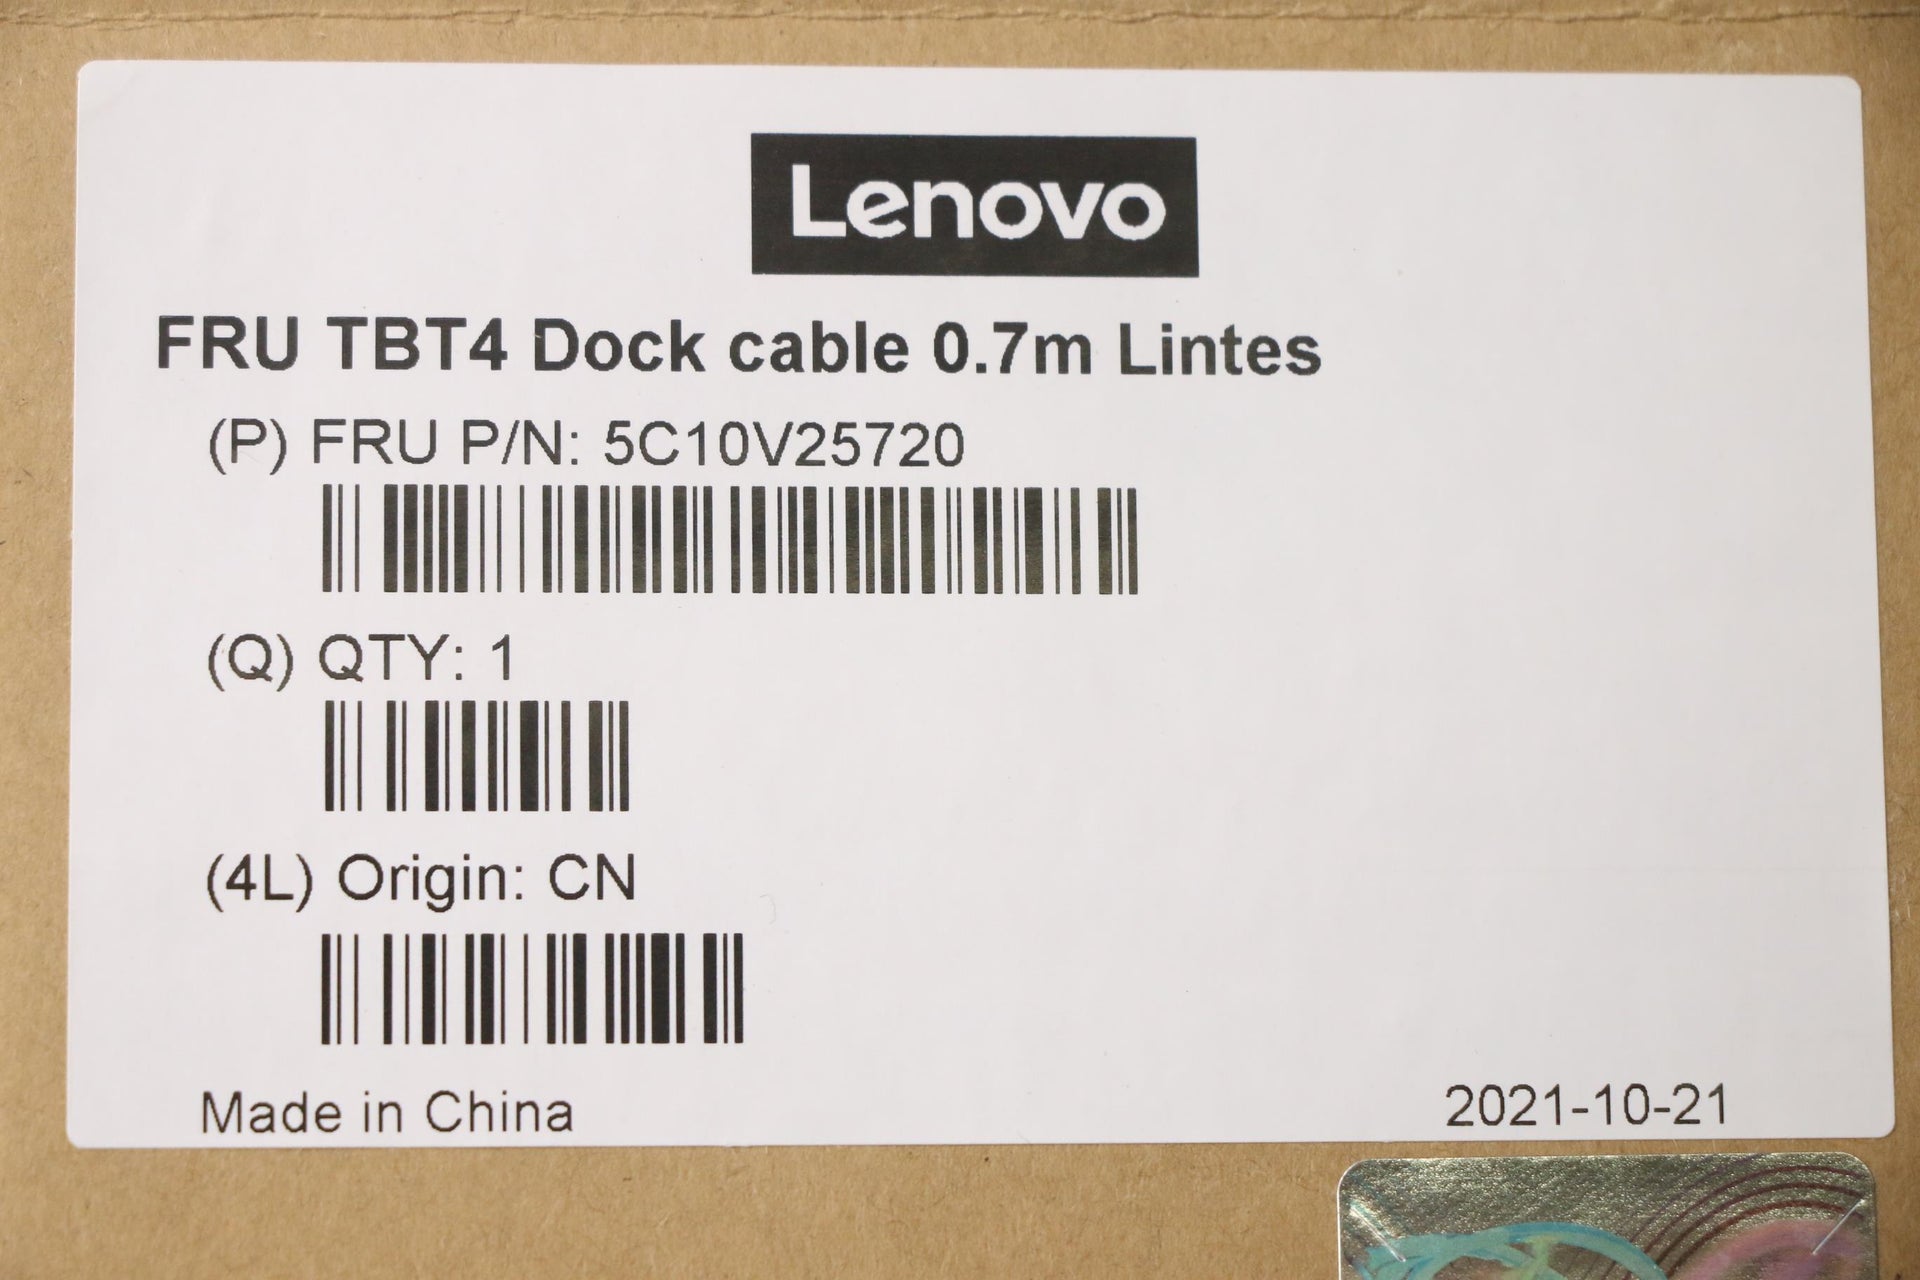 Lenovo
FRU TBT4 Dock cable 0.7m Lintes
(P) FRU P/N: 5C10V25720
(Q) QTY: 1
(4L) Origin: CN
Made in China
2021-10-21